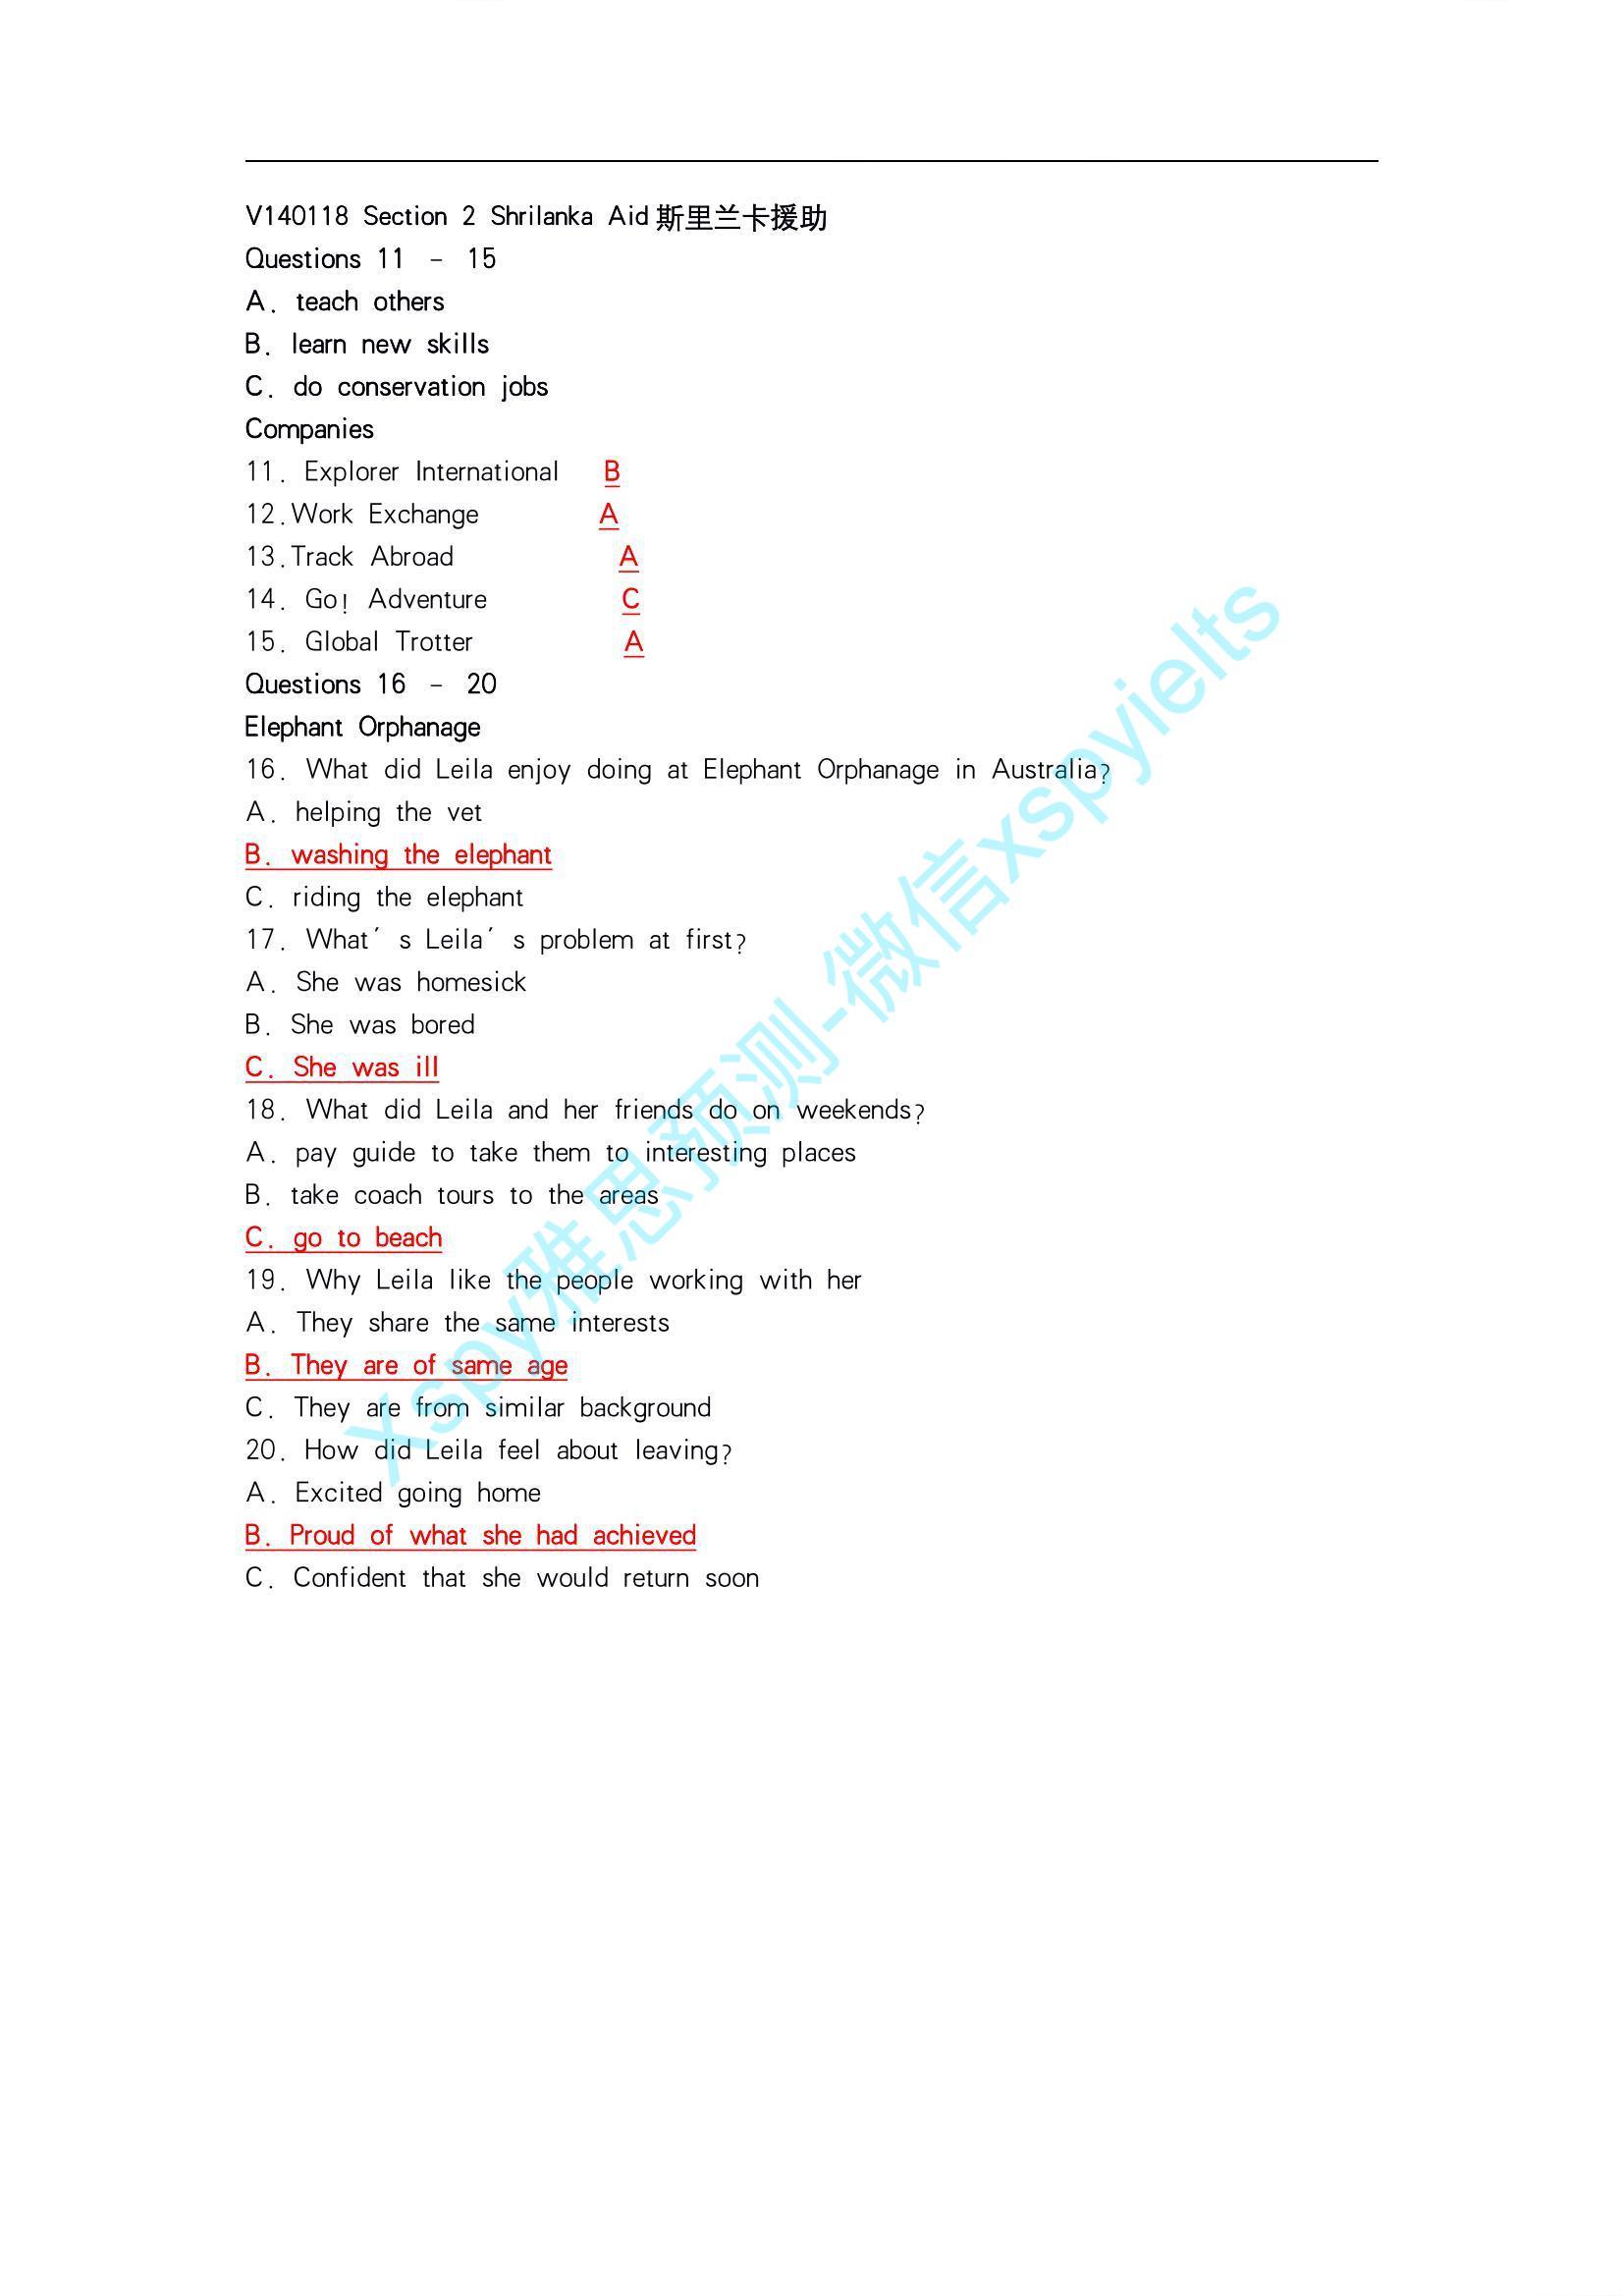 V140118 Section 2 Shrilanka Aid 斯里兰卡援助
Questions 11 – 15
A. teach others
B. learn new skills
C. do conservation jobs
Companies
11. Explorer International B
12.Work Exchange A
13.Track Abroad A
14. Go! Adventure C
15. Global Trotter A
Questions 16 – 20
Elephant Orphanage
16. What did Leila enjoy doing at Elephant Orphanage in Australia?
A. helping the vet
B. washing the elephant
C. riding the elephant
17. What's Leila's problem at first?
A. She was homesick
B. She was bored
C. She was ill
18. What did Leila and her friends do on weekends?
A. pay guide to take them to interesting places
B. take coach tours to the areas
C. go to beach
19. Why Leila like the people working with her
A. They share the same interests
B. They are of same age
C. They are from similar background
20. How did Leila feel about leaving?
A. Excited going home
B. Proud of what she had achieved
C. Confident that she would return soon
Xspy雅思预测-微信xspyielts